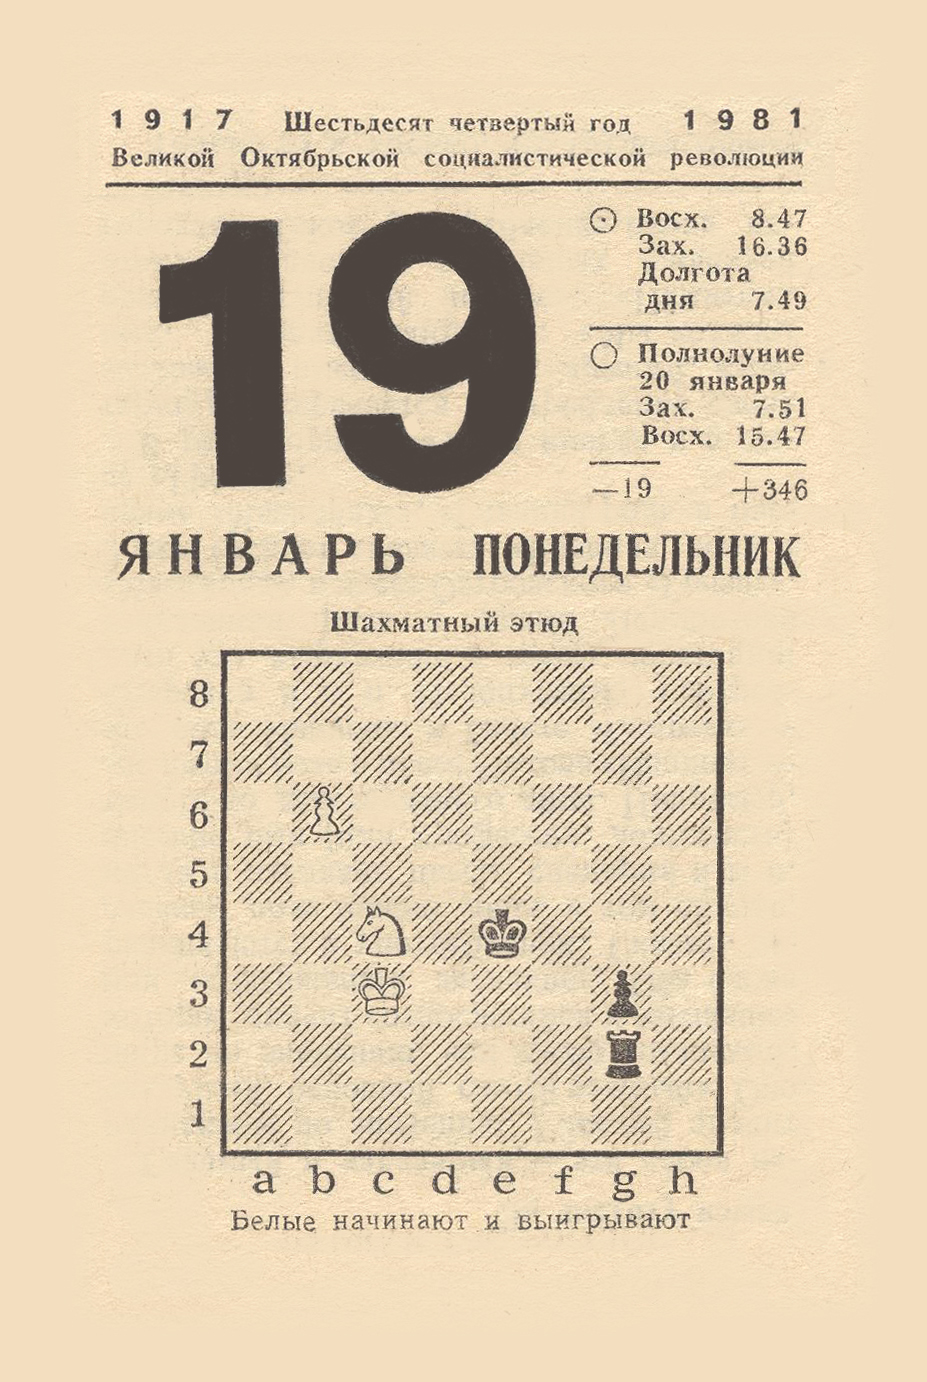 1917 Шестьдесят четвертый год 1981
Великой Октябрьской социалистической революции
19
Восх. 8.47
Зах. 16.36
Долгота
дня 7.49
Полнолуние
20 января
Зах. 7.51
Восх. 15.47
—19 +346
ЯНВАРЬ ПОНЕДЕЛЬНИК
Шахматный этюд
8
7
6
5
4
3
2
1
a b c d e f g h
Белые начинают и выигрывают